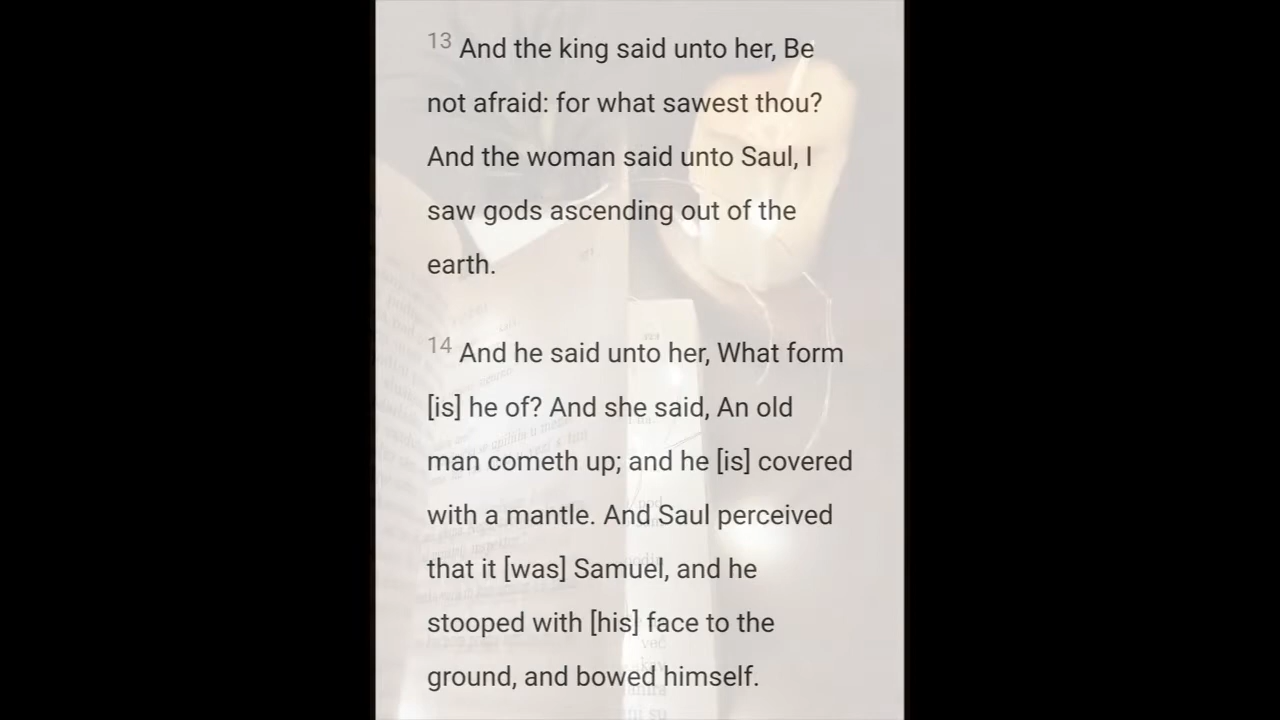 13 And the king said unto her, Be
not afraid: for what sawest thou?
And the woman said unto Saul, I
saw gods ascending out of the
earth.
14 And he said unto her, What form
[is] he of? And she said, An old
man cometh up; and he [is] covered
with a mantle. And Saul perceived
that it [was] Samuel, and he
stooped with [his] face to the
ground, and bowed himself.